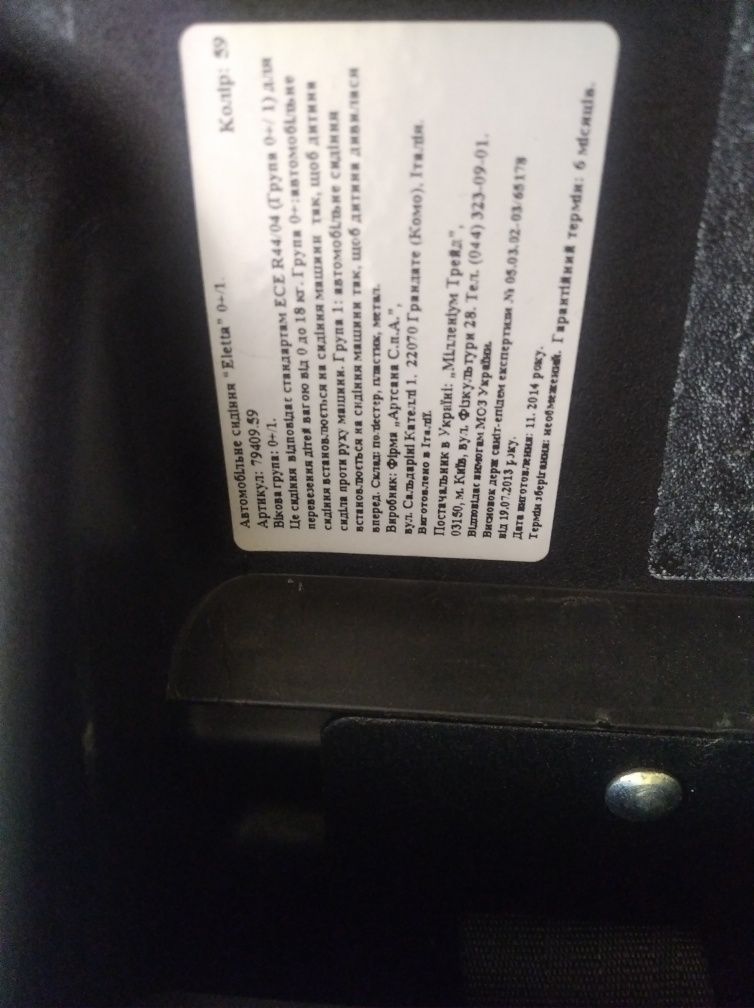 Автомобільне сидіння "Eletta" 0+/1. Колір: 59
Артикул: 79409.59
Вікова група: 0+/1.
Це сидіння відповідає стандартам ECE R44/04 (Група 0+/ 1) для
перевезення дітей вагою від 0 до 18 кг. Група 0+:автомобільне
сидіння встановлюється на сидіння машини так, щоб дитина
сиділа проти руху машини. Група 1: автомобільне сидіння
встановлюється на сидіння машини так, щоб дитина дивилася
вперед. Склад: поліестер, пластик, метал.
Виробник: Фірма „Артсана С.п.А.",
вул. Сальдаріні Кателлі 1, 22070 Грандате (Комо), Італія.
Виготовлено в Італії.
Постачальник в Україні: „Мілленіум Трейд",
03150, м. Київ, вул. Фізкультури 28. Тел. (044) 323-09-01.
Відповідає вимогам МОЗ України.
Висновок держ саніт-епідем експертизи № 05.03.02-03/65178
від 19.07.2013 року.
Дата виготовлення: 11. 2014 року.
Термін зберігання: необмежений. Гарантійний термін: 6 місяців.